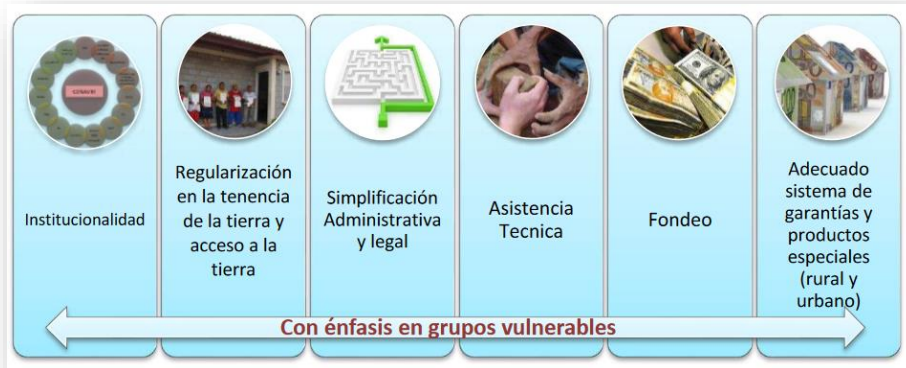 Institucionalidad
Regularización
en la tenencia
de la tierra y
acceso a la
tierra
Simplificación
Administrativa
y legal
Asistencia
Tecnica
Fondeo
Adecuado
sistema de
garantías y
productos
especiales
(rural y
urbano)
Con énfasis en grupos vulnerables